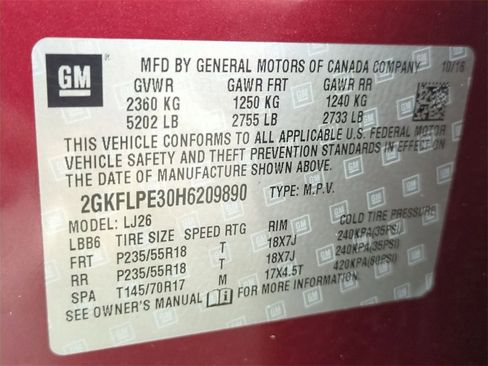 GM
MFD BY GENERAL MOTORS OF CANADA COMPANY 10/16
GVWR GAWR FRT GAWR RR
2360 KG 1250 KG 1240 KG
5202 LB 2755 LB 2733 LB
THIS VEHICLE CONFORMS TO ALL APPLICABLE U.S. FEDERAL MOTOR
VEHICLE SAFETY AND THEFT PREVENTION STANDARDS IN EFFECT ON
THE DATE OF MANUFACTURE SHOWN ABOVE.
2GKFLPE30H6209890 TYPE: M.P.V.
MODEL: LJ26
LBB6 TIRE SIZE SPEED RTG RIM COLD TIRE PRESSURE
FRT P235/55R18 T 18X7J 240KPA(35PSI)
RR P235/55R18 T 18X7J 240KPA(35PSI)
SPA T145/70R17 M 17X4.5T 420KPA(60PSI)
SEE OWNER'S MANUAL FOR MORE INFORMATION.